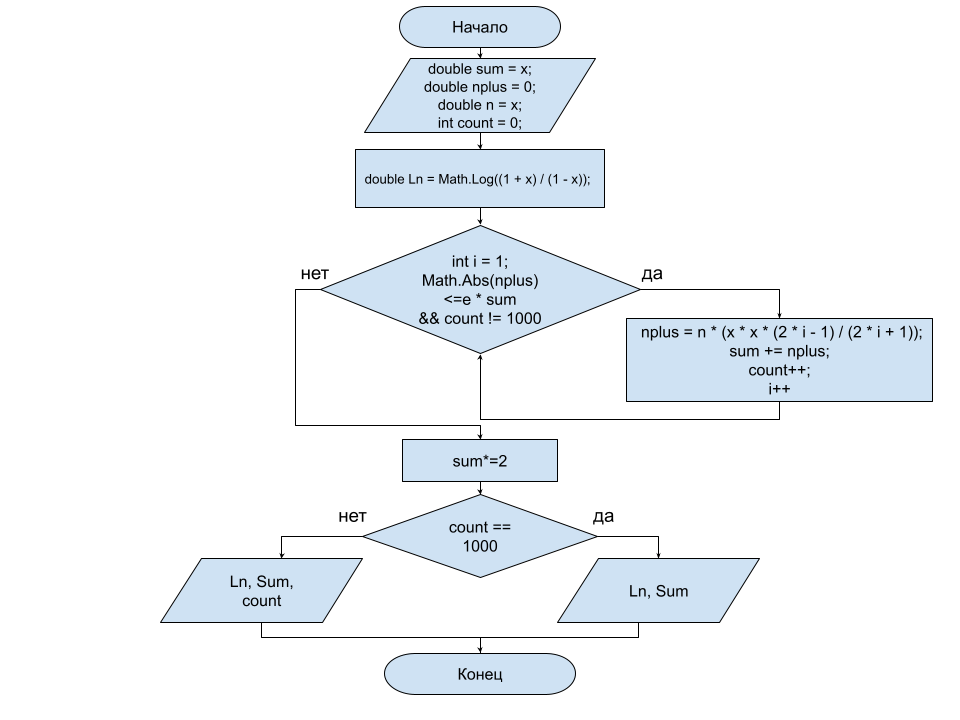 Начало
double sum = x;
double nplus = 0;
double n = x;
int count = 0;
double Ln = Math.Log((1 + x) / (1 - x));
int i = 1;
Math.Abs(nplus)
<=e * sum
&& count != 1000
нет
да
nplus = n * (x * x * (2 * i - 1) / (2 * i + 1));
sum += nplus;
count++;
i++
sum*=2
count ==
1000
нет
да
Ln, Sum,
count
Ln, Sum
Конец